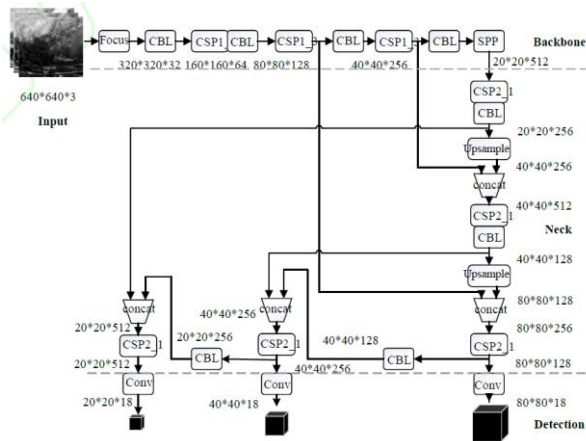 Focus CBL CSP1_ CBL CSP1_3 CBL CSP1_3 CBL SPP Backbone
320*320*32 160*160*64 80*80*128 40*40*256 20*20*512
640*640*3
Input
CSP2_1
CBL
20*20*256
Upsample
40*40*256
concat
40*40*512
CSP2_1
Neck
CBL
40*40*128
Upsample
80*80*128
concat concat concat
40*40*256
80*80*256
20*20*512 20*20*256 40*40*128
CSP2_1 CSP2_1 CSP2_1
CBL CBL
20*20*512 40*40*256 80*80*128
Conv Conv Conv
20*20*18 40*40*18 80*80*18
Detection